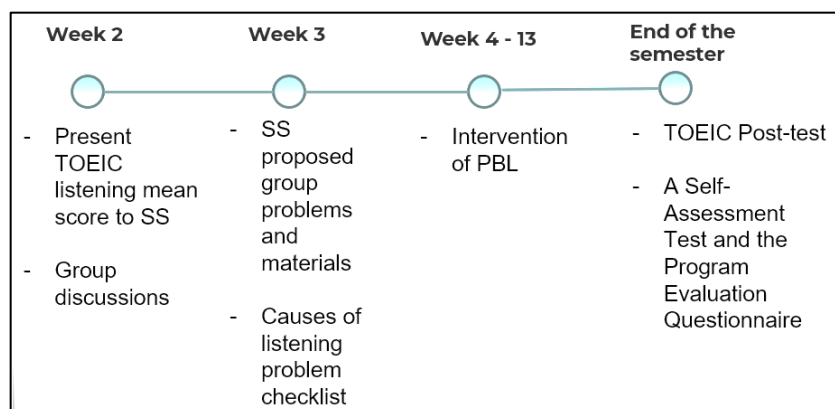 Week 2
- Present
TOEIC
listening mean
score to SS
- Group
discussions
Week 3
- SS
proposed
group
problems
and
materials
- Causes of
listening
problem
checklist
Week 4 - 13
- Intervention
of PBL
End of the
semester
- TOEIC Post-test
- A Self-
Assessment
Test and the
Program
Evaluation
Questionnaire